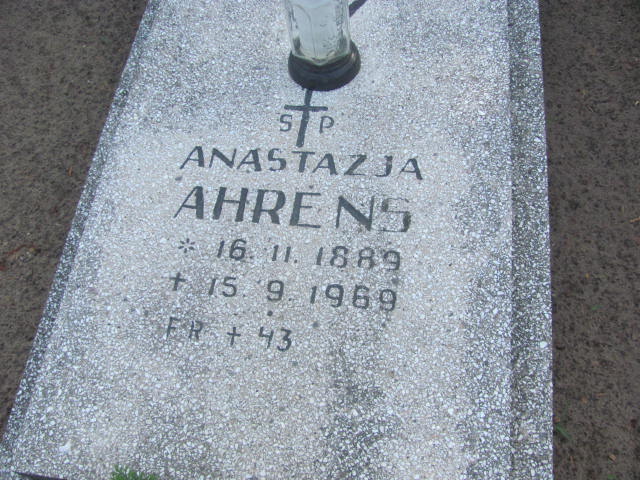 S P
ANASTAZJA
AHRENS
* 16. 11. 1889
+ 15. 9. 1969
FR + 43